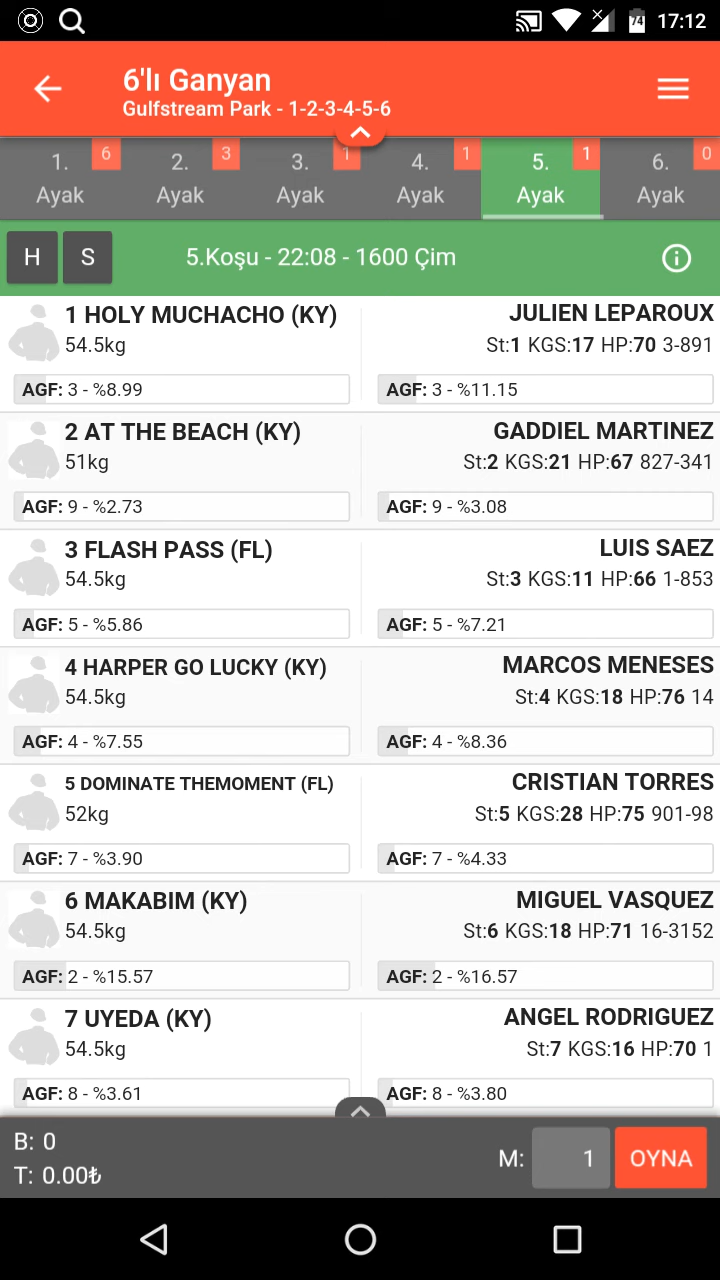 74 17:12
6'lı Ganyan
Gulfstream Park - 1-2-3-4-5-6
1. 6 2. 3 3. 1 4. 1 5. 1 6. 0
Ayak Ayak Ayak Ayak Ayak Ayak
H S 5.Koşu - 22:08 - 1600 Çim
1 HOLY MUCHACHO (KY) JULIEN LEPAROUX
54.5kg St:1 KGS:17 HP:70 3-891
AGF: 3 - %8.99 AGF: 3 - %11.15
2 AT THE BEACH (KY) GADDIEL MARTINEZ
51kg St:2 KGS:21 HP:67 827-341
AGF: 9 - %2.73 AGF: 9 - %3.08
3 FLASH PASS (FL) LUIS SAEZ
54.5kg St:3 KGS:11 HP:66 1-853
AGF: 5 - %5.86 AGF: 5 - %7.21
4 HARPER GO LUCKY (KY) MARCOS MENESES
54.5kg St:4 KGS:18 HP:76 14
AGF: 4 - %7.55 AGF: 4 - %8.36
5 DOMINATE THEMOMENT (FL) CRISTIAN TORRES
52kg St:5 KGS:28 HP:75 901-98
AGF: 7 - %3.90 AGF: 7 - %4.33
6 MAKABIM (KY) MIGUEL VASQUEZ
54.5kg St:6 KGS:18 HP:71 16-3152
AGF: 2 - %15.57 AGF: 2 - %16.57
7 UYEDA (KY) ANGEL RODRIGUEZ
54.5kg St:7 KGS:16 HP:70 1
AGF: 8 - %3.61 AGF: 8 - %3.80
B: 0
T: 0.00₺ M: 1 OYNA